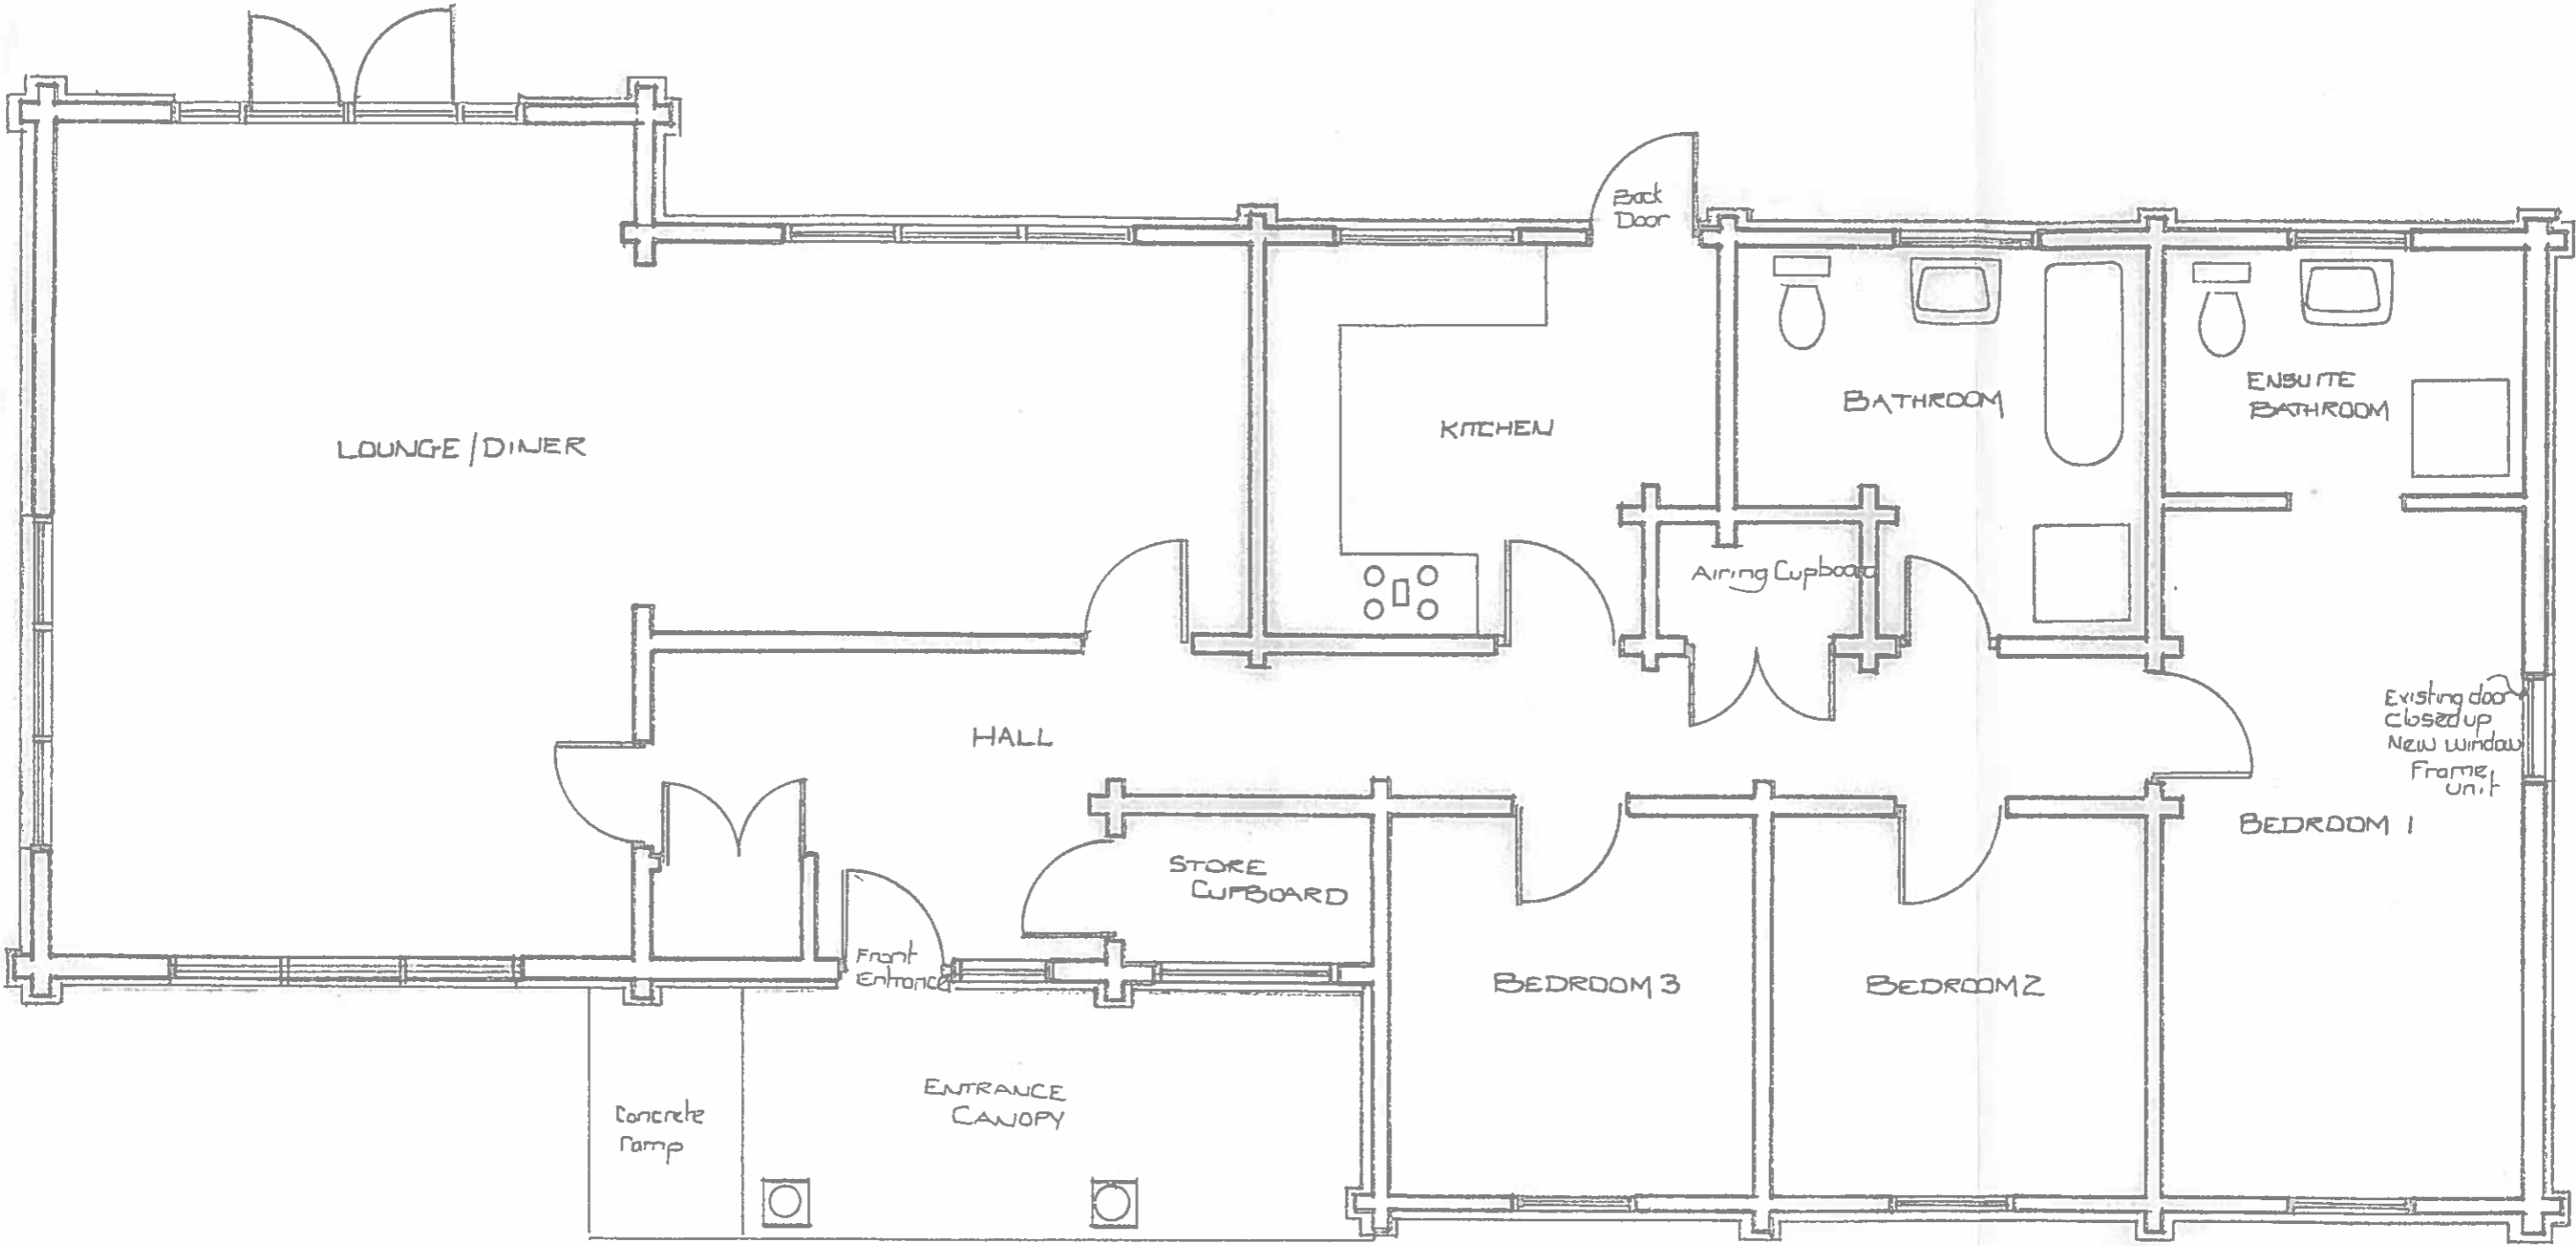 Back
Door
LOUNGE/DINER
KITCHEN
BATHROOM
ENSUITE
BATHROOM
Airing Cupboard
HALL
Existing door
closed up
New window
Frame
unit
BEDROOM 1
STORE
CUPBOARD
Front
Entrance
BEDROOM 3
BEDROOM 2
ENTRANCE
CANOPY
Concrete
ramp